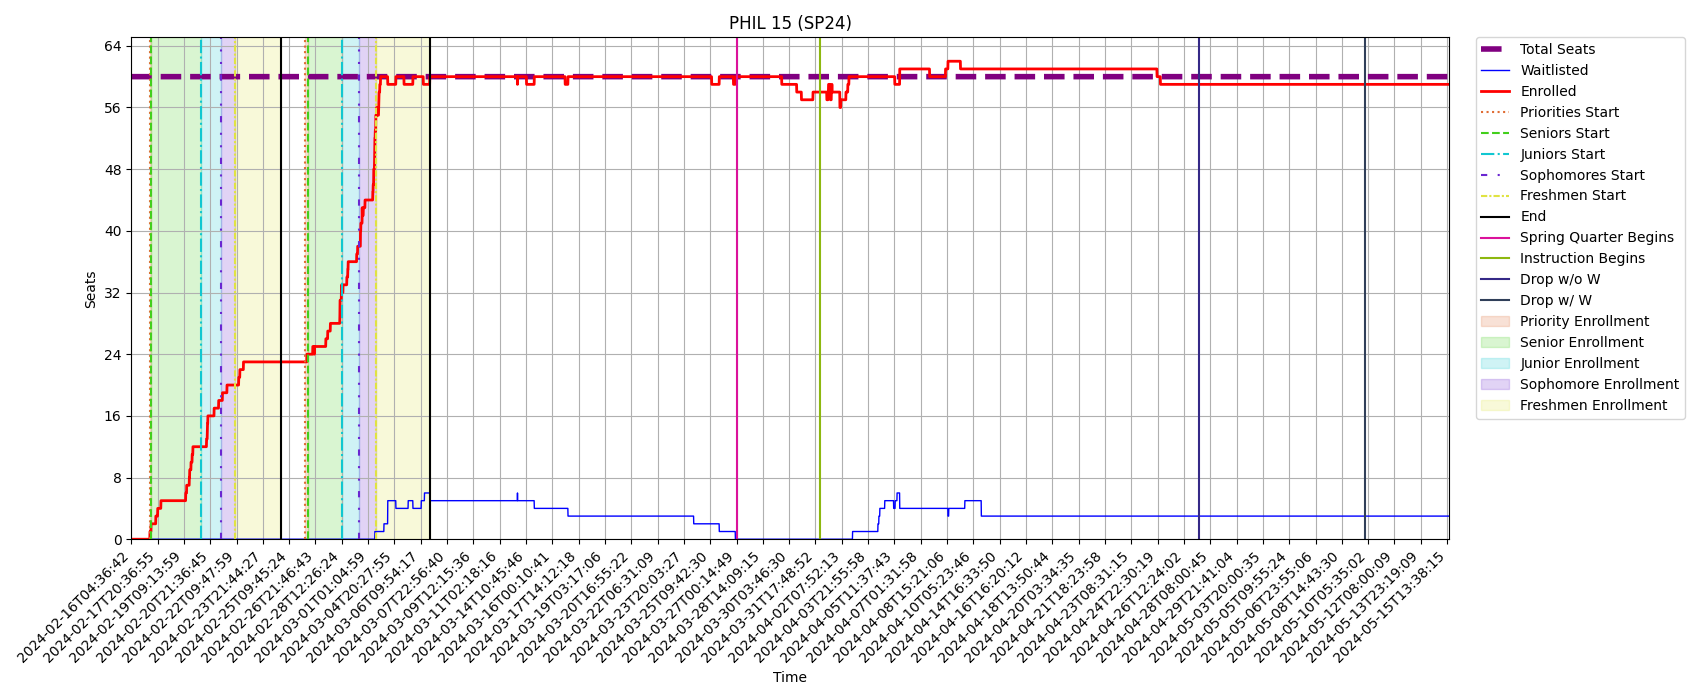 PHIL 15 (SP24)
64
56
48
40
32
24
16
8
0
Seats
2024-02-16T04:36:42
2024-02-17T20:36:55
2024-02-19T09:13:59
2024-02-20T21:36:45
2024-02-22T09:47:59
2024-02-23T21:44:27
2024-02-25T09:45:24
2024-02-26T21:46:43
2024-02-28T12:26:24
2024-03-01T01:04:59
2024-03-04T20:27:55
2024-03-06T09:54:17
2024-03-07T22:56:40
2024-03-09T12:15:36
2024-03-11T02:18:16
2024-03-14T10:45:46
2024-03-16T00:10:41
2024-03-17T14:12:18
2024-03-19T03:17:06
2024-03-20T16:55:22
2024-03-22T06:31:09
2024-03-23T20:03:27
2024-03-25T09:42:30
2024-03-27T00:14:49
2024-03-28T14:09:15
2024-03-30T03:46:30
2024-03-31T17:48:52
2024-04-02T07:52:13
2024-04-03T21:55:58
2024-04-05T11:37:43
2024-04-07T01:31:58
2024-04-08T15:21:06
2024-04-10T05:23:46
2024-04-14T16:33:50
2024-04-16T16:20:12
2024-04-18T13:50:44
2024-04-20T03:34:35
2024-04-21T18:23:58
2024-04-23T08:31:15
2024-04-24T22:30:19
2024-04-26T12:24:02
2024-04-28T08:00:45
2024-04-29T21:41:04
2024-05-03T20:00:35
2024-05-05T09:55:24
2024-05-06T23:55:06
2024-05-08T14:43:30
2024-05-10T05:35:02
2024-05-12T08:00:09
2024-05-13T23:19:09
2024-05-15T13:38:15
Time
Total Seats
Waitlisted
Enrolled
Priorities Start
Seniors Start
Juniors Start
Sophomores Start
Freshmen Start
End
Spring Quarter Begins
Instruction Begins
Drop w/o W
Drop w/ W
Priority Enrollment
Senior Enrollment
Junior Enrollment
Sophomore Enrollment
Freshmen Enrollment